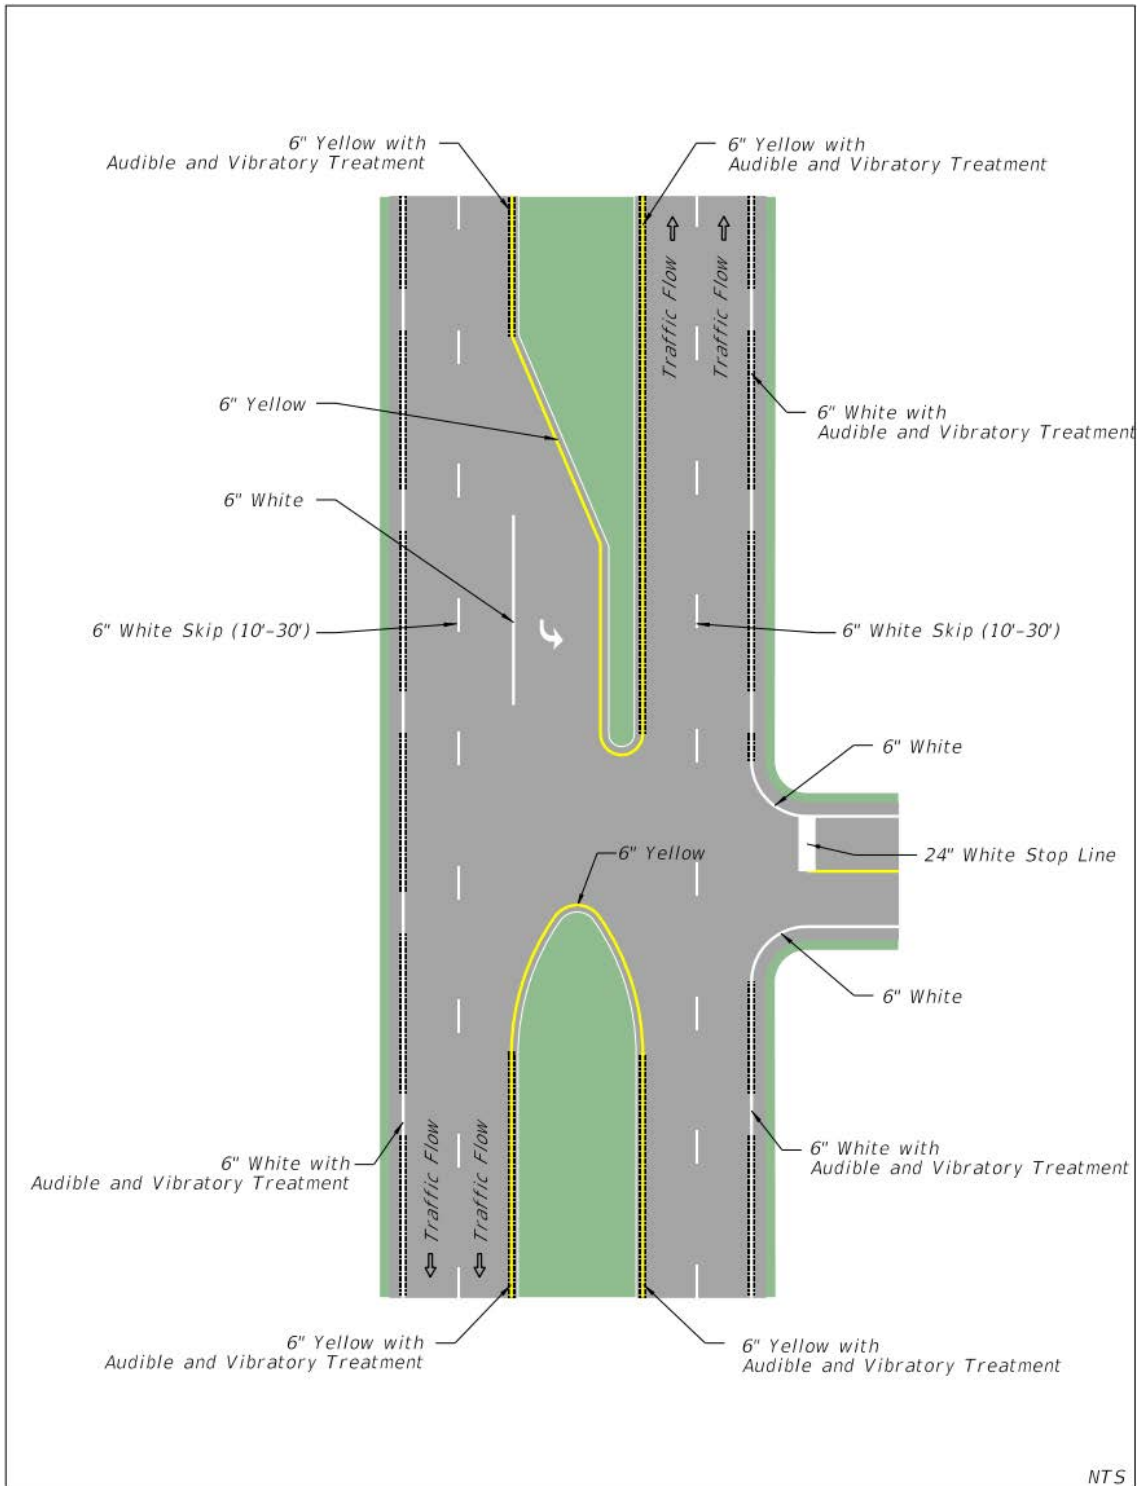 6" Yellow with
Audible and Vibratory Treatment
6" Yellow with
Audible and Vibratory Treatment
Traffic Flow
Traffic Flow
6" Yellow
6" White with
Audible and Vibratory Treatment
6" White
6" White Skip (10'-30')
6" White Skip (10'-30')
6" White
6" Yellow
24" White Stop Line
6" White
Traffic Flow
Traffic Flow
6" White with
Audible and Vibratory Treatment
6" White with
Audible and Vibratory Treatment
6" Yellow with
Audible and Vibratory Treatment
6" Yellow with
Audible and Vibratory Treatment
NTS